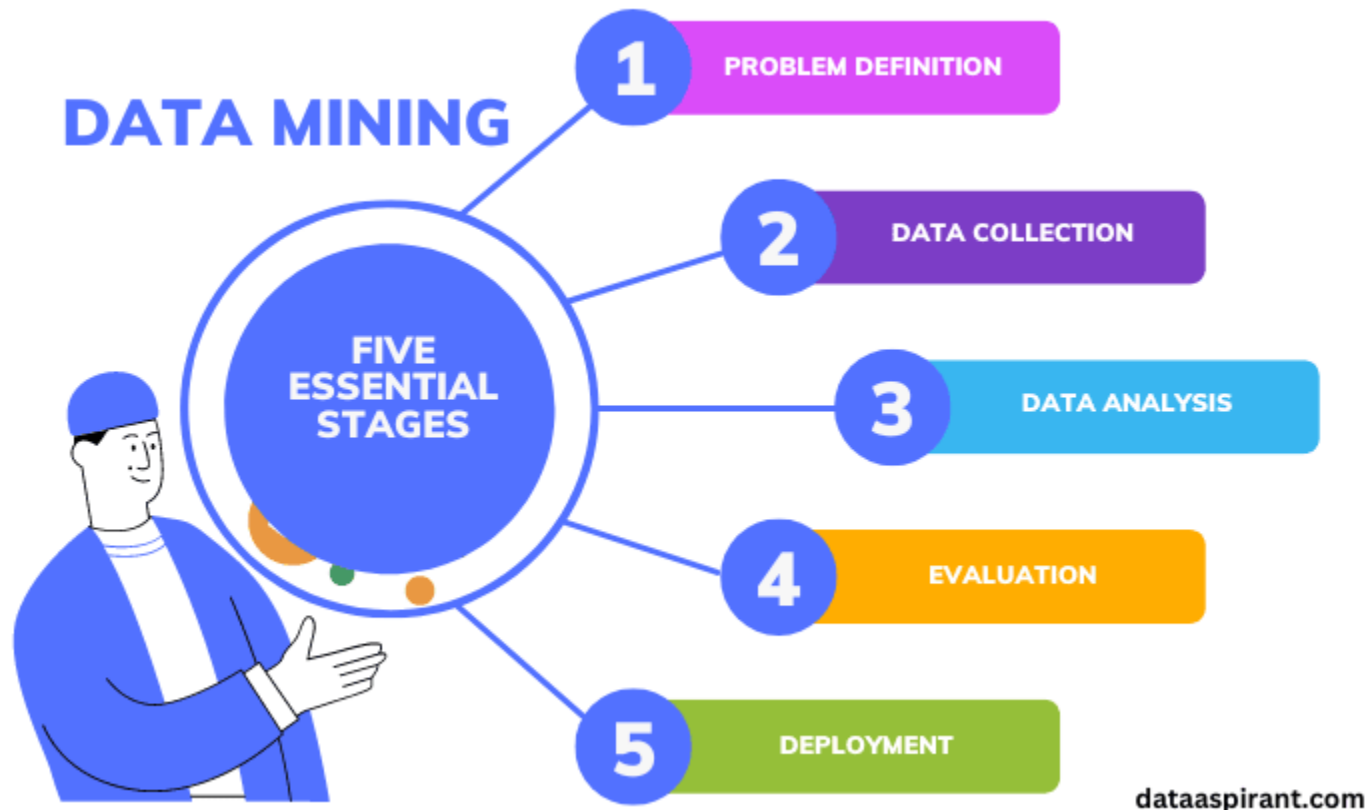 DATA MINING
FIVE
ESSENTIAL
STAGES
1
PROBLEM DEFINITION
2
DATA COLLECTION
3
DATA ANALYSIS
4
EVALUATION
5
DEPLOYMENT
dataaspirant.com